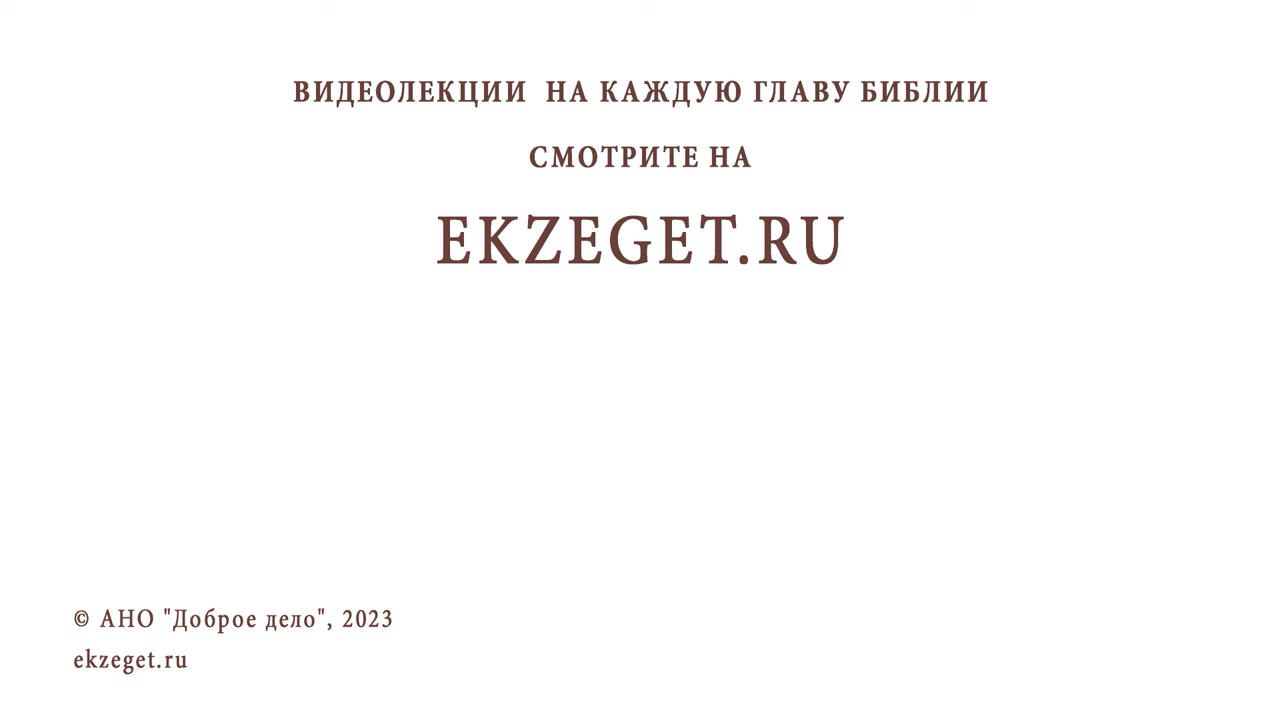 ВИДЕОЛЕКЦИИ НА КАЖДУЮ ГЛАВУ БИБЛИИ
СМОТРИТЕ НА
EKZEGET.RU
© АНО "Доброе дело", 2023
ekzeget.ru